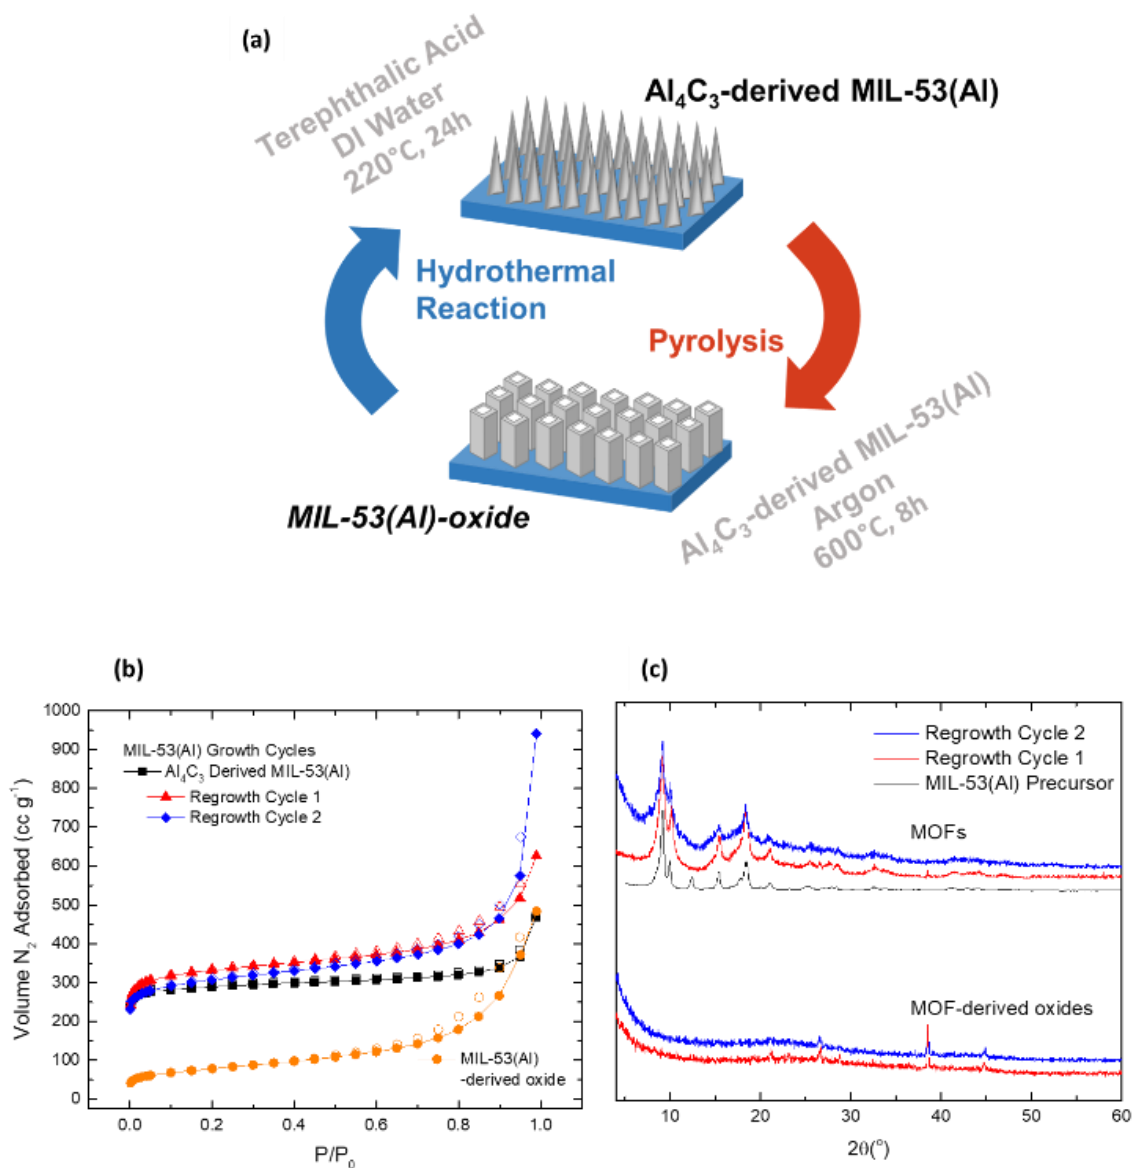 (a)
Terephthalic Acid
DI Water
220°C, 24h
Al₄C₃-derived MIL-53(Al)
Hydrothermal
Reaction
Pyrolysis
MIL-53(Al)-oxide
Al₄C₃-derived MIL-53(Al)
Argon
600°C, 8h
(b)
1000
900
800
700
600
500
400
300
200
100
0
Volume N₂ Adsorbed (cc g⁻¹)
MIL-53(Al) Growth Cycles
Al₄C₃ Derived MIL-53(Al)
Regrowth Cycle 1
Regrowth Cycle 2
MIL-53(Al)
-derived oxide
0.0 0.2 0.4 0.6 0.8 1.0
P/P₀
(c)
Regrowth Cycle 2
Regrowth Cycle 1
MIL-53(Al) Precursor
MOFs
MOF-derived oxides
10 20 30 40 50 60
2θ(°)